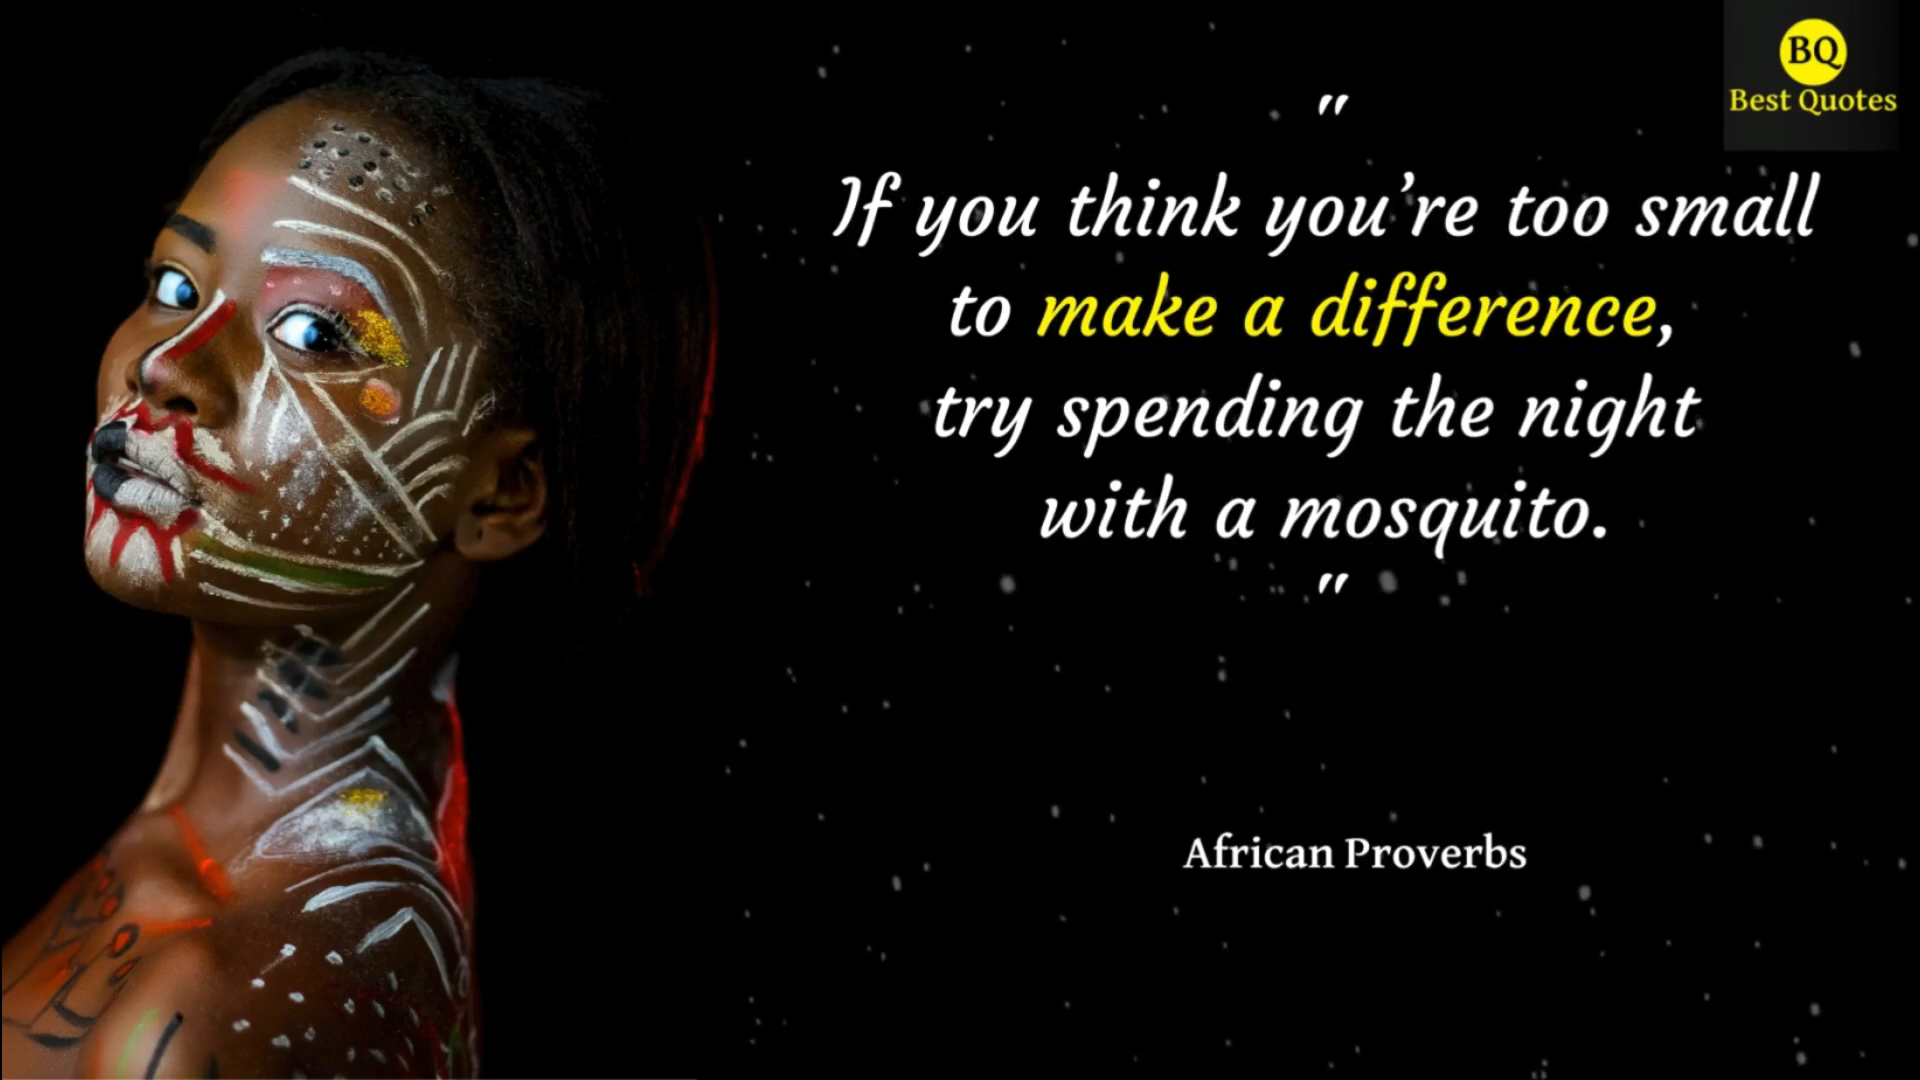 BQ
Best Quotes
"
If you think you’re too small
to make a difference,
try spending the night
with a mosquito.
"
African Proverbs